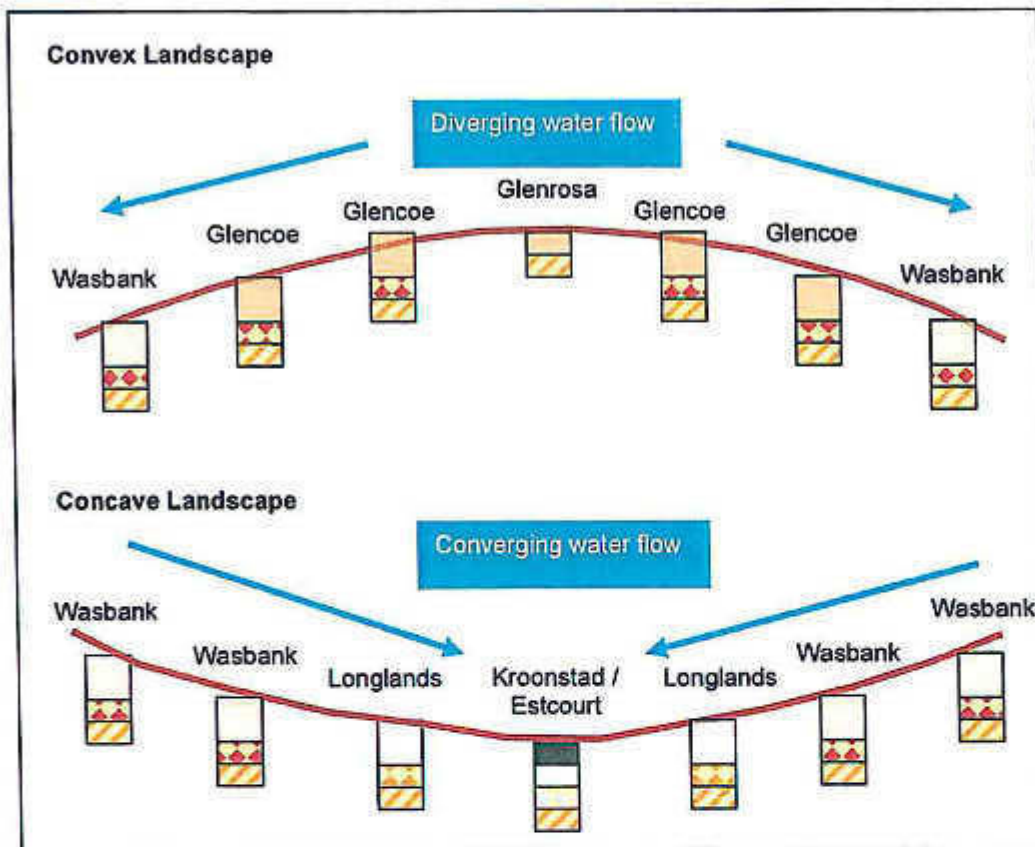 Convex Landscape
Diverging water flow
Glenrosa
Glencoe
Glencoe
Glencoe
Glencoe
Wasbank
Wasbank
Concave Landscape
Converging water flow
Wasbank
Wasbank
Wasbank
Longlands
Kroonstad /
Estcourt
Longlands
Wasbank